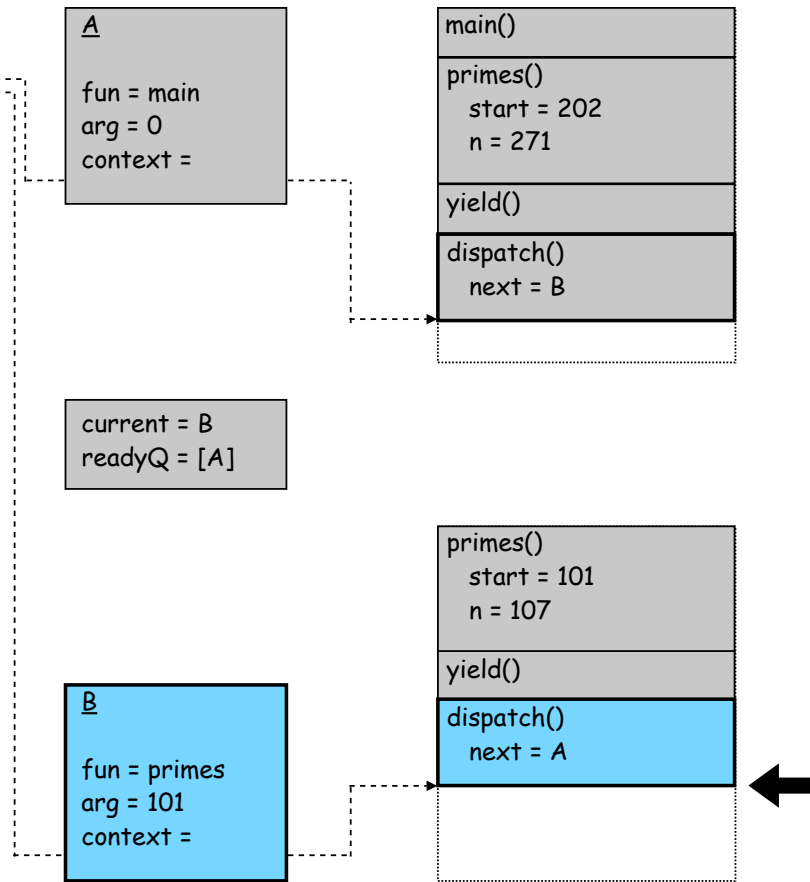 A
fun = main
arg = 0
context =
main()
primes()
start = 202
n = 271
yield()
dispatch()
next = B
current = B
readyQ = [A]
primes()
start = 101
n = 107
yield()
dispatch()
next = A
B
fun = primes
arg = 101
context =